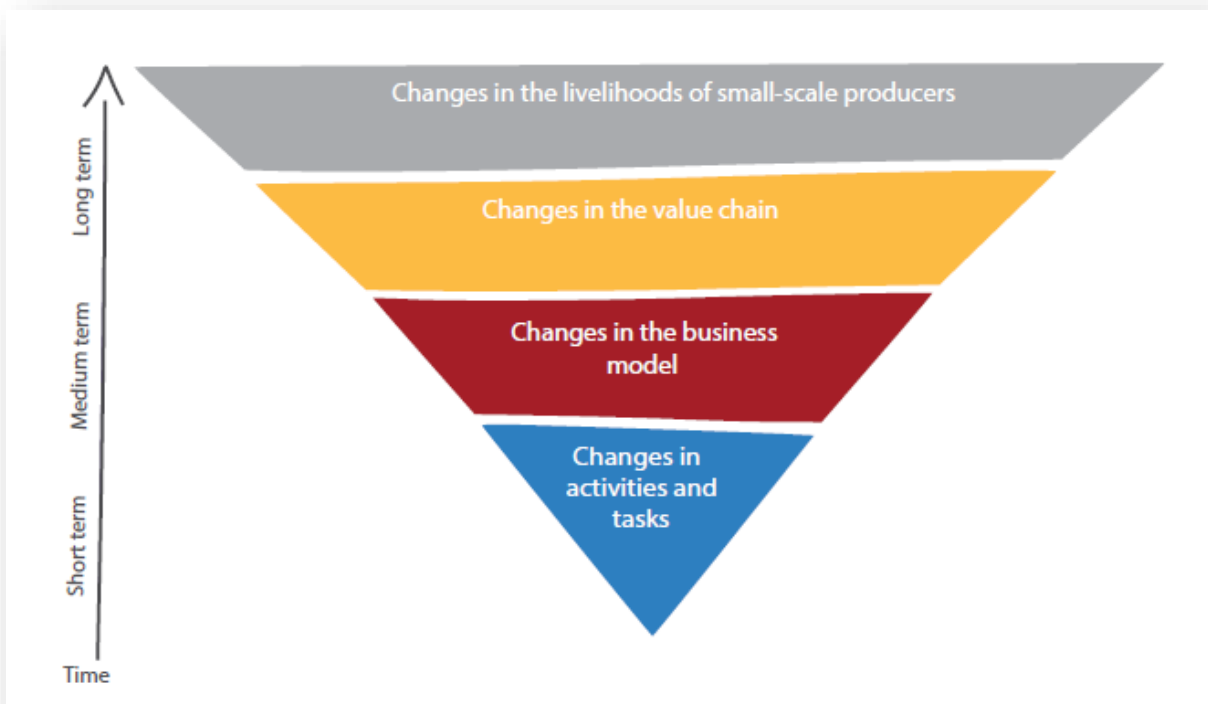 Changes in the livelihoods of small-scale producers
Long term
Changes in the value chain
Medium term
Changes in the business
model
Changes in
activities and
tasks
Short term
Time